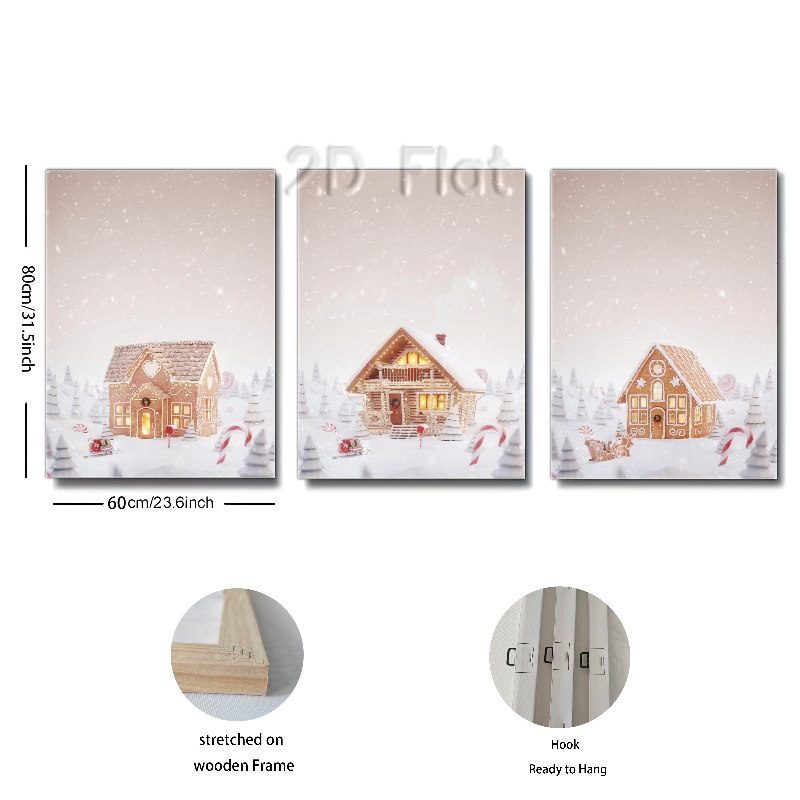 2D Flat
80cm/31.5inch
60cm/23.6inch
stretched on
wooden Frame
Hook
Ready to Hang